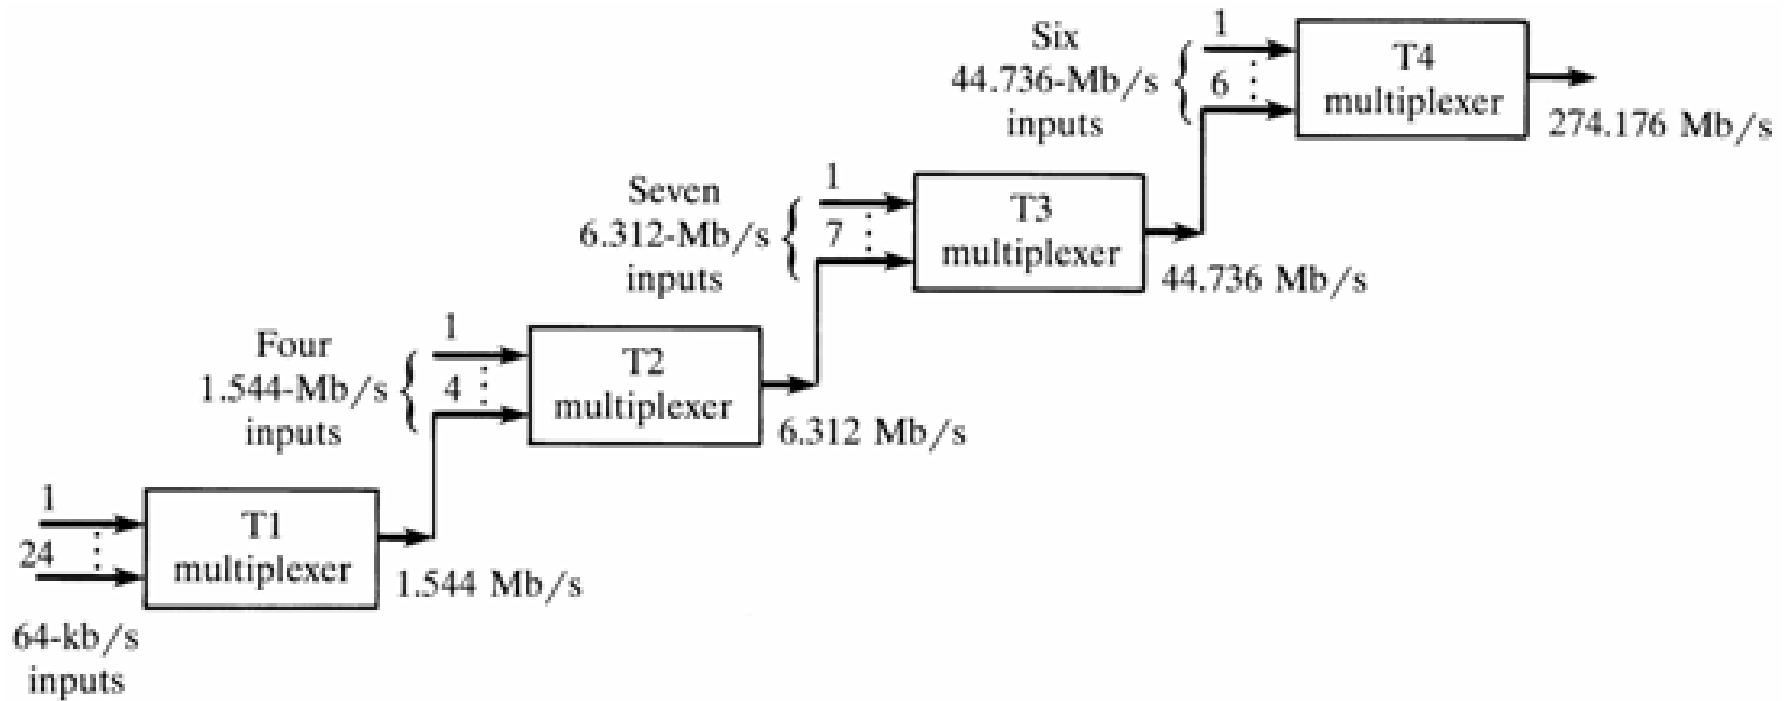 Six
44.736-Mb/s
inputs
1
6
T4
multiplexer
274.176 Mb/s
Seven
6.312-Mb/s
inputs
1
7
T3
multiplexer
44.736 Mb/s
Four
1.544-Mb/s
inputs
1
4
T2
multiplexer
6.312 Mb/s
1
24
64-kb/s
inputs
T1
multiplexer
1.544 Mb/s